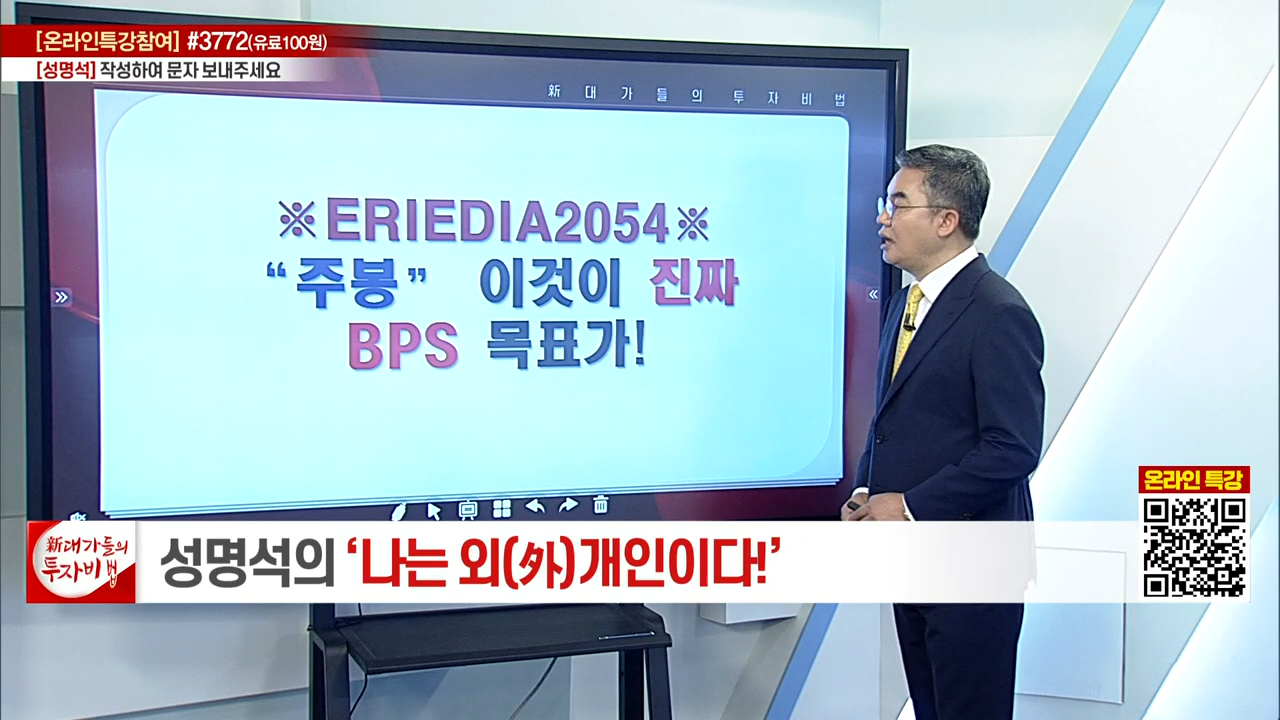 [온라인특강참여] #3772(유료100원)
[성명석] 작성하여 문자 보내주세요
新 대가들의 투자비법
※ERIEDIA2054※
“주봉” 이것이 진짜
BPS 목표가!
온라인 특강
新대가들의
투자비법
성명석의 ‘나는 외(外)개인이다!’